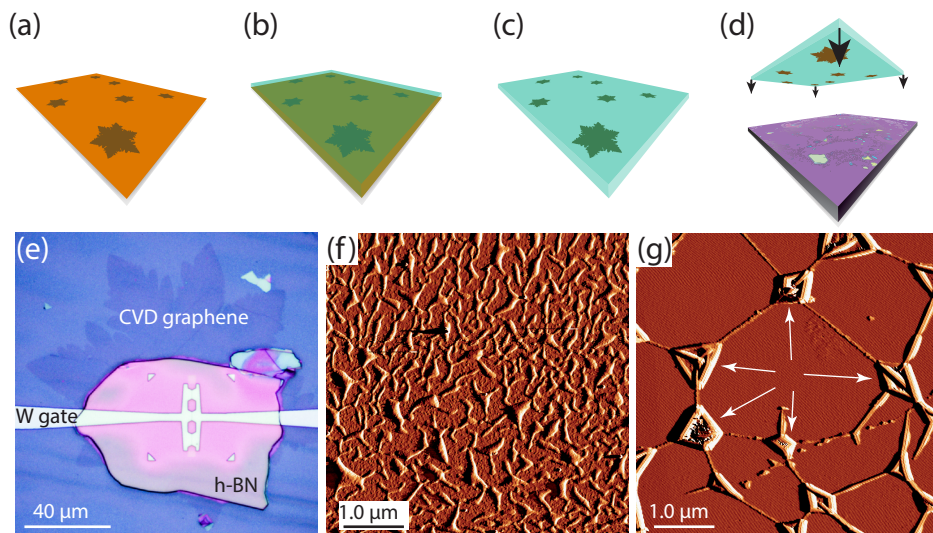 (a)
(b)
(c)
(d)
(e)
CVD graphene
W gate
h-BN
40 µm
(f)
1.0 µm
(g)
1.0 µm